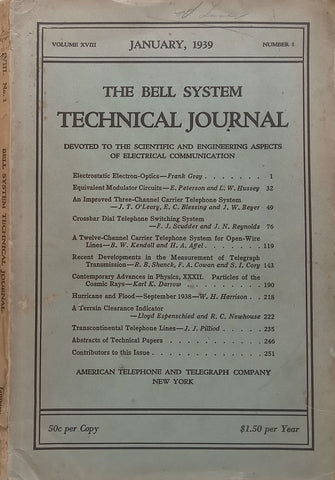 VOLUME XVIII JANUARY, 1939 NUMBER 1
THE BELL SYSTEM
TECHNICAL JOURNAL
DEVOTED TO THE SCIENTIFIC AND ENGINEERING ASPECTS
OF ELECTRICAL COMMUNICATION
Electrostatic Electron-Optics—Frank Gray . . . . . . . 1
Equivalent Modulator Circuits—E. Peterson and L. W. Hussey 32
An Improved Three-Channel Carrier Telephone System
—J. T. O'Leary, E. C. Blessing and J. W. Beyer 49
Crossbar Dial Telephone Switching System
—F. J. Scudder and J. N. Reynolds 76
A Twelve-Channel Carrier Telephone System for Open-Wire
Lines—B. W. Kendall and H. A. Affel . . . . . . . 119
Recent Developments in the Measurement of Telegraph
Transmission—R. B. Shanck, F. A. Cowan and S. I. Cory 143
Contemporary Advances in Physics, XXXII. Particles of the
Cosmic Rays—Karl K. Darrow . . . . . . . . . . 190
Hurricane and Flood—September 1938—W. H. Harrison . . 218
A Terrain Clearance Indicator
—Lloyd Espenschied and R. C. Newhouse 222
Transcontinental Telephone Lines—J. J. Pilliod . . . . . 235
Abstracts of Technical Papers . . . . . . . . . . 246
Contributors to this Issue . . . . . . . . . . . . 251
AMERICAN TELEPHONE AND TELEGRAPH COMPANY
NEW YORK
50c per Copy $1.50 per Year
No. 1
BELL SYSTEM TECHNICAL JOURNAL